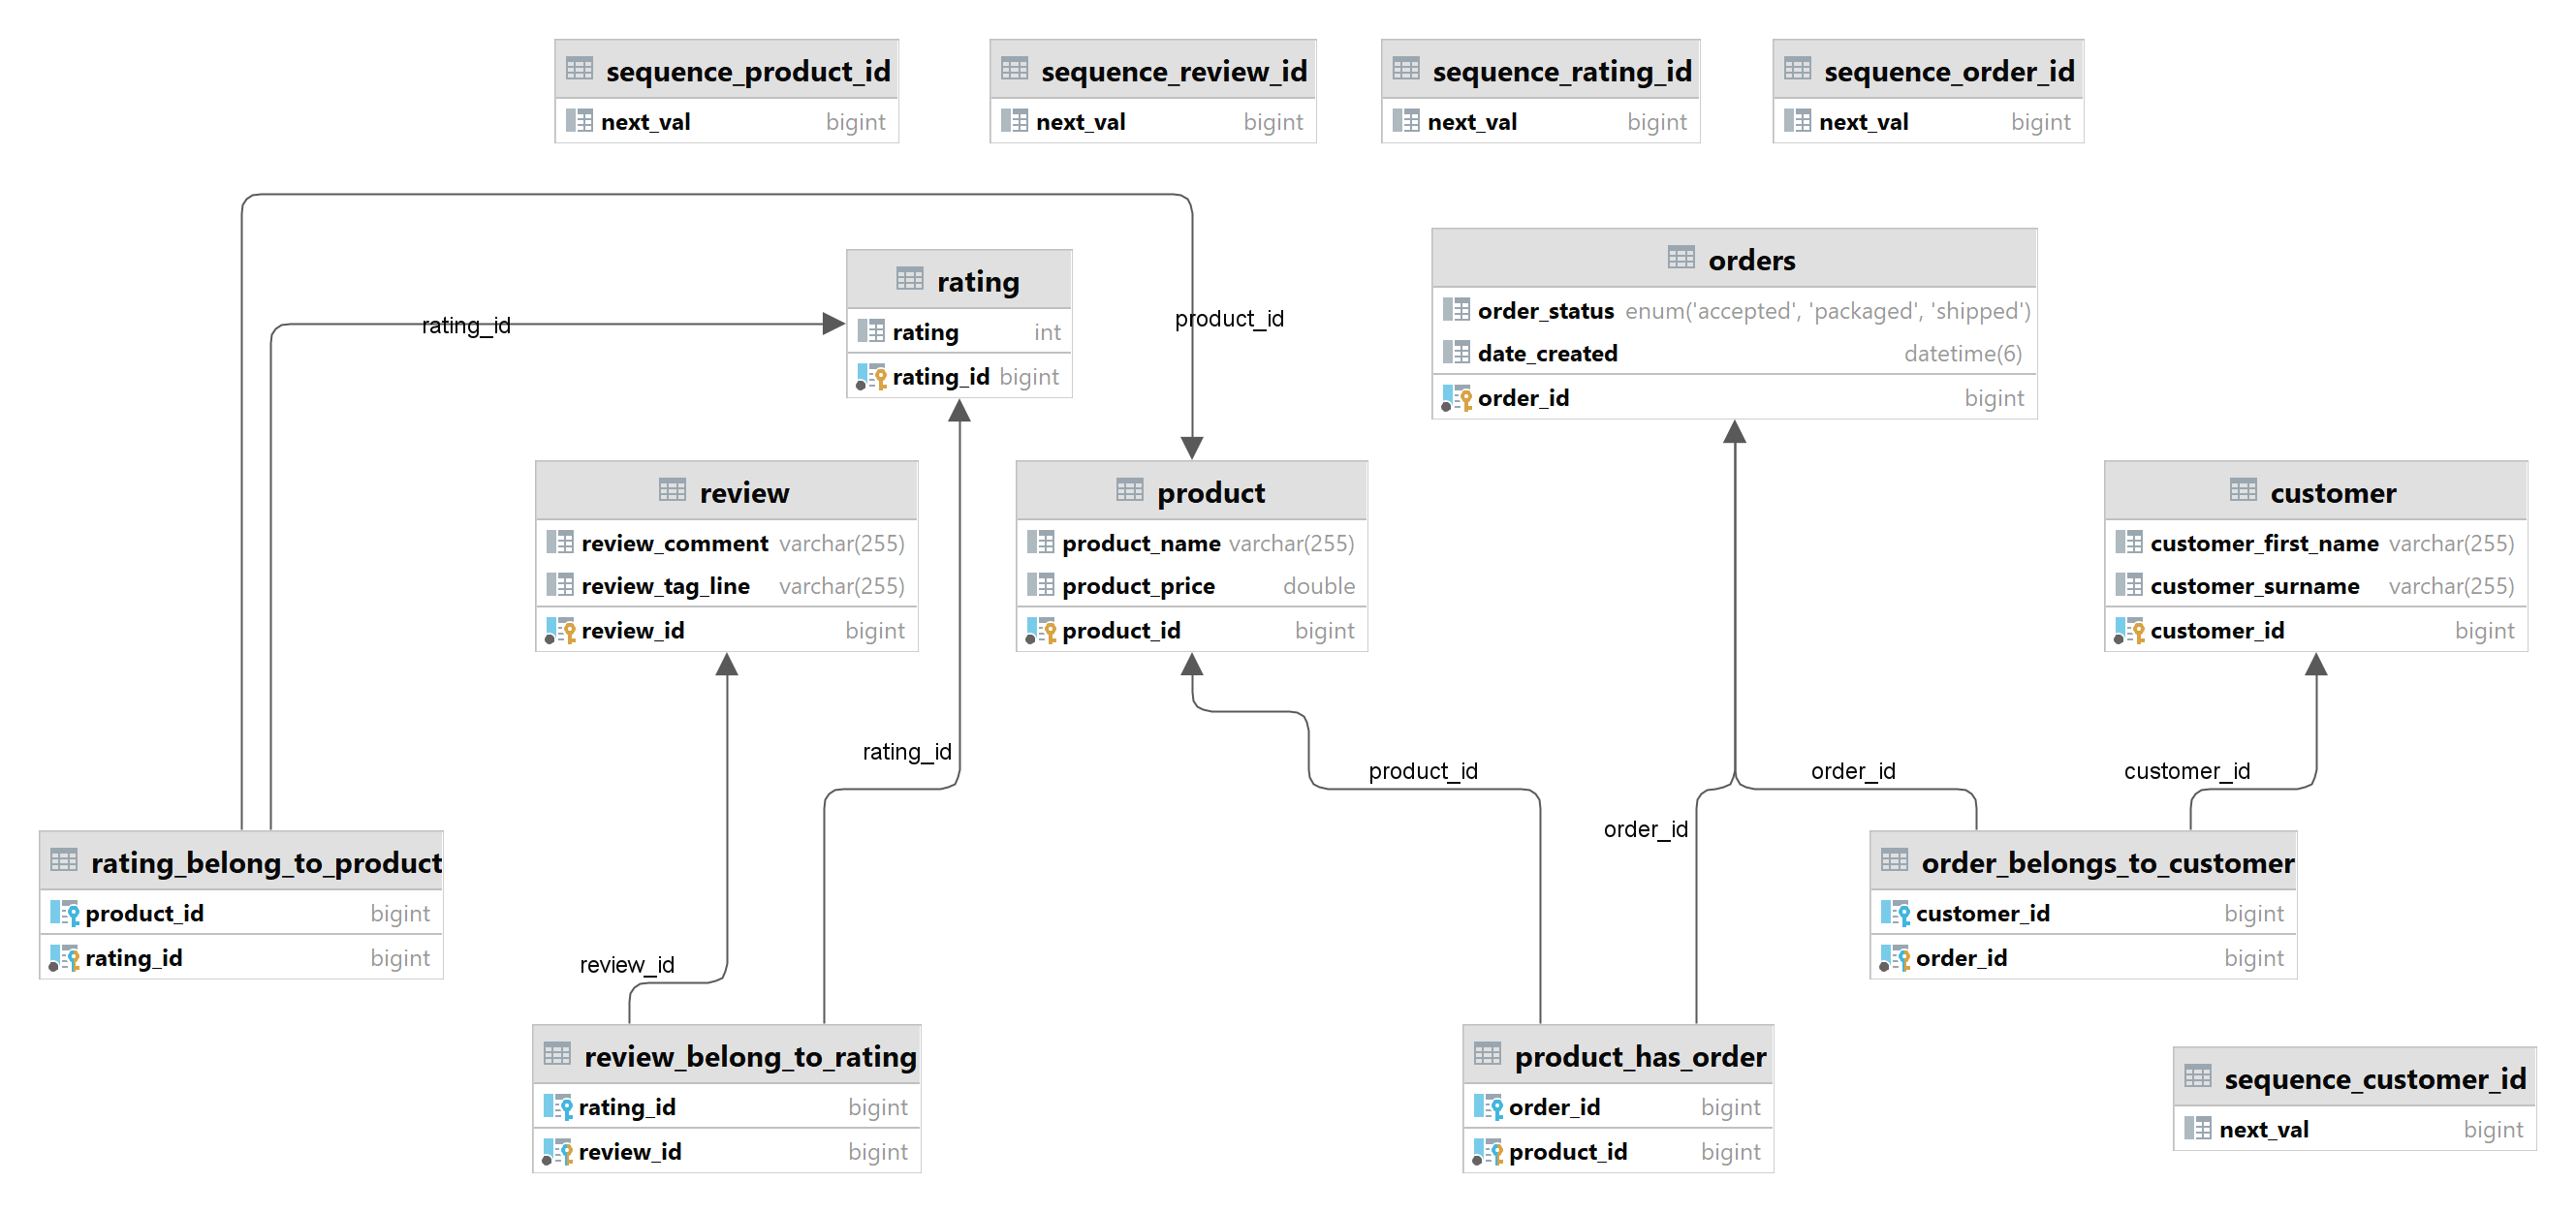 sequence_product_id
next_val bigint
sequence_review_id
next_val bigint
sequence_rating_id
next_val bigint
sequence_order_id
next_val bigint
rating
rating int
rating_id bigint
rating_id
product_id
orders
order_status enum('accepted', 'packaged', 'shipped')
date_created datetime(6)
order_id bigint
review
review_comment varchar(255)
review_tag_line varchar(255)
review_id bigint
product
product_name varchar(255)
product_price double
product_id bigint
customer
customer_first_name varchar(255)
customer_surname varchar(255)
customer_id bigint
rating_id
product_id
order_id
customer_id
order_id
rating_belong_to_product
product_id bigint
rating_id bigint
order_belongs_to_customer
customer_id bigint
order_id bigint
review_id
review_belong_to_rating
rating_id bigint
review_id bigint
product_has_order
order_id bigint
product_id bigint
sequence_customer_id
next_val bigint